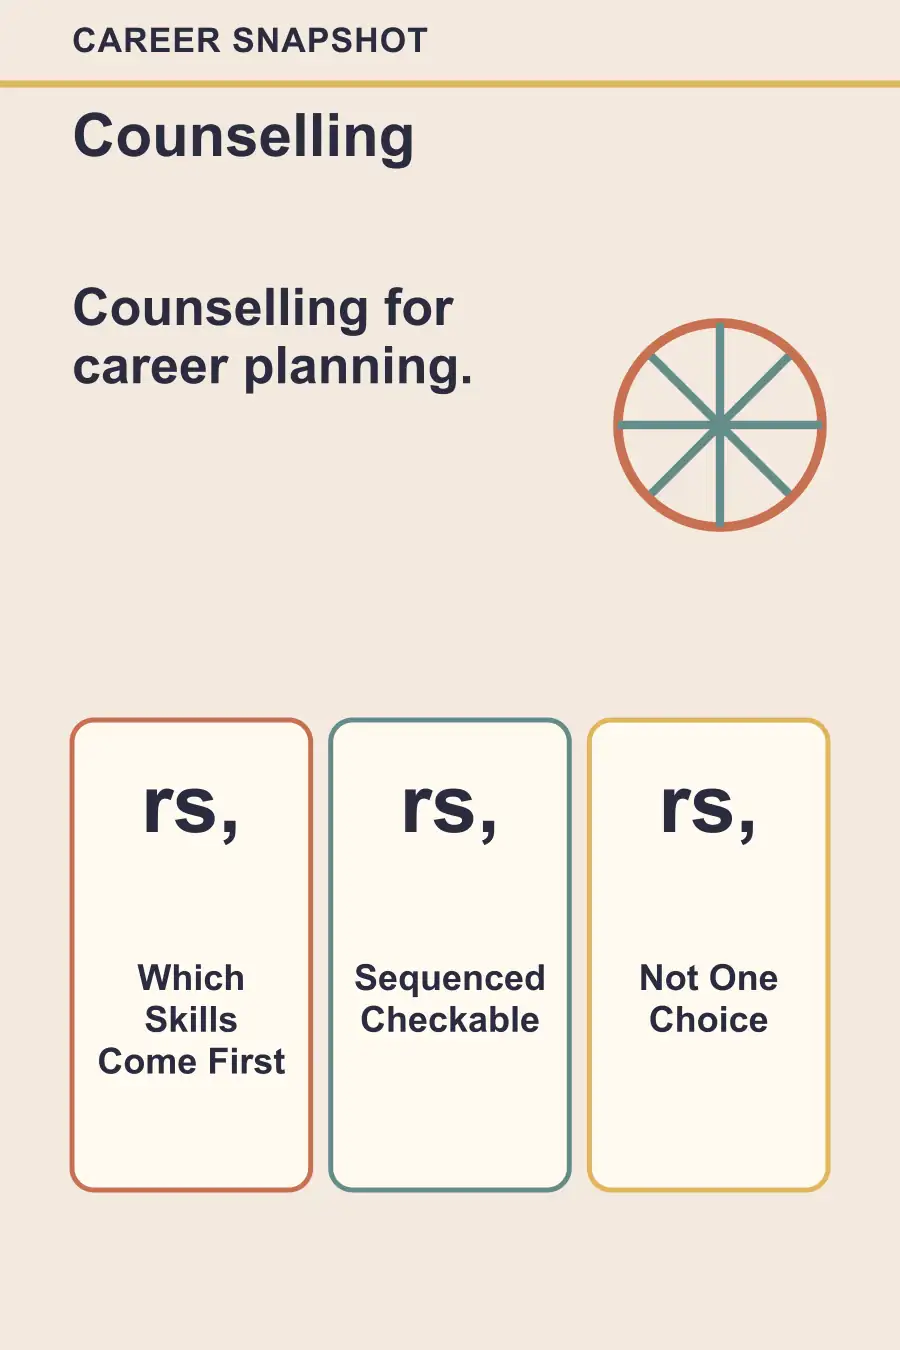 CAREER SNAPSHOT
Counselling
Counselling for
career planning.
rs,
Which
Skills
Come First
rs,
Sequenced
Checkable
rs,
Not One
Choice